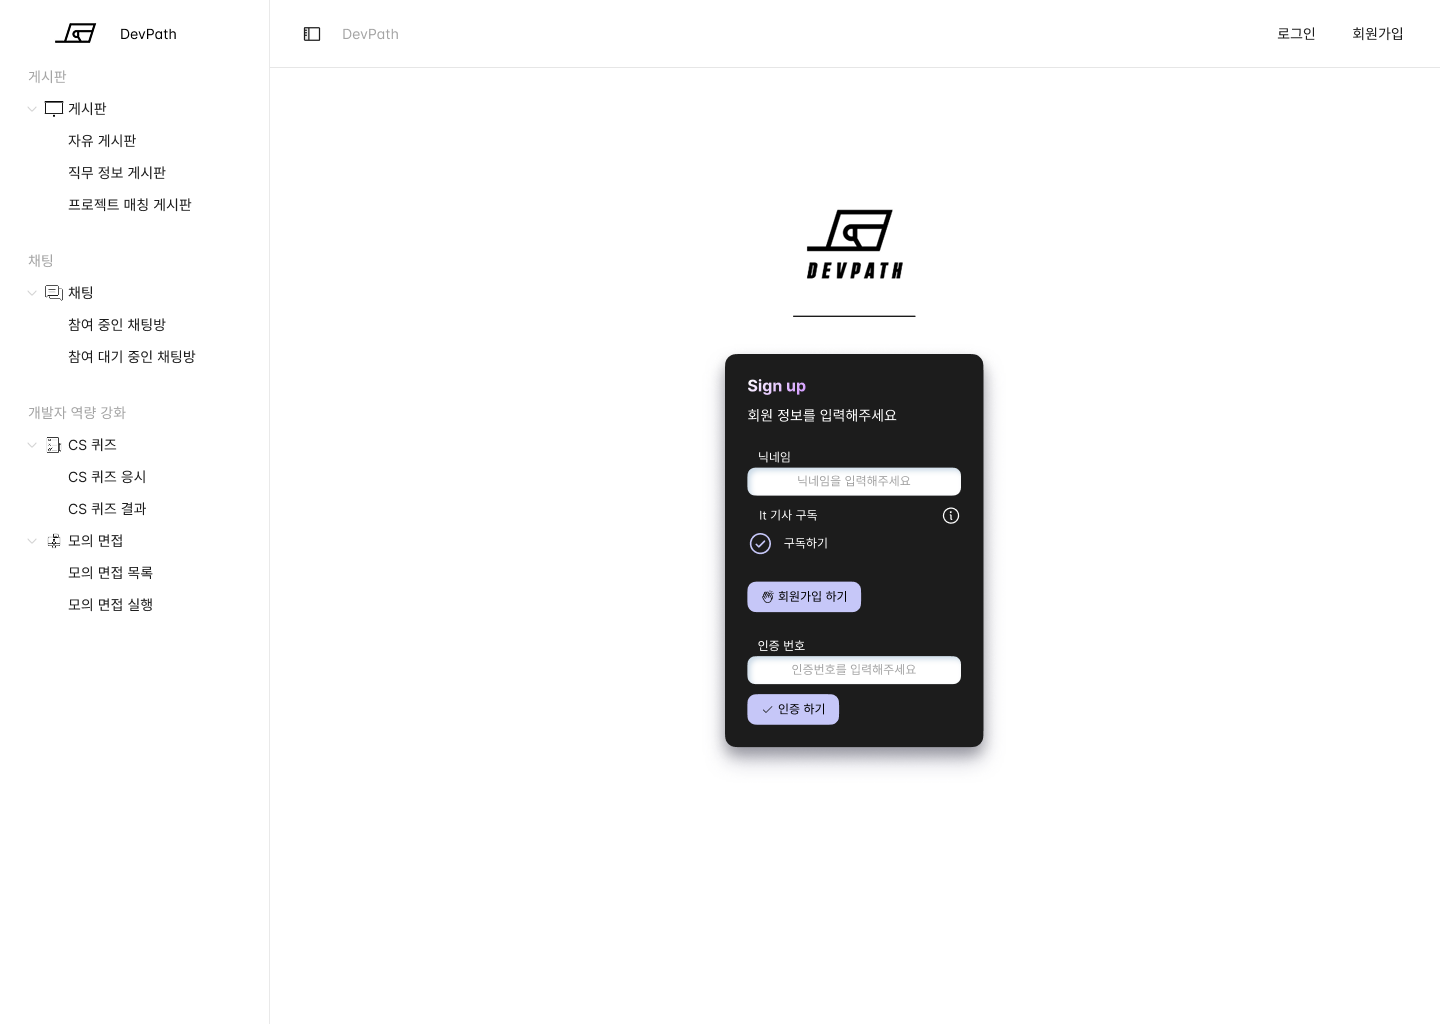 DevPath
게시판
게시판
자유 게시판
직무 정보 게시판
프로젝트 매칭 게시판
채팅
채팅
참여 중인 채팅방
참여 대기 중인 채팅방
개발자 역량 강화
CS 퀴즈
CS 퀴즈 응시
CS 퀴즈 결과
모의 면접
모의 면접 목록
모의 면접 실행
DevPath
로그인
회원가입
DEVPATH
Sign up
회원 정보를 입력해주세요
닉네임
닉네임을 입력해주세요
It 기사 구독
구독하기
회원가입 하기
인증 번호
인증번호를 입력해주세요
인증 하기